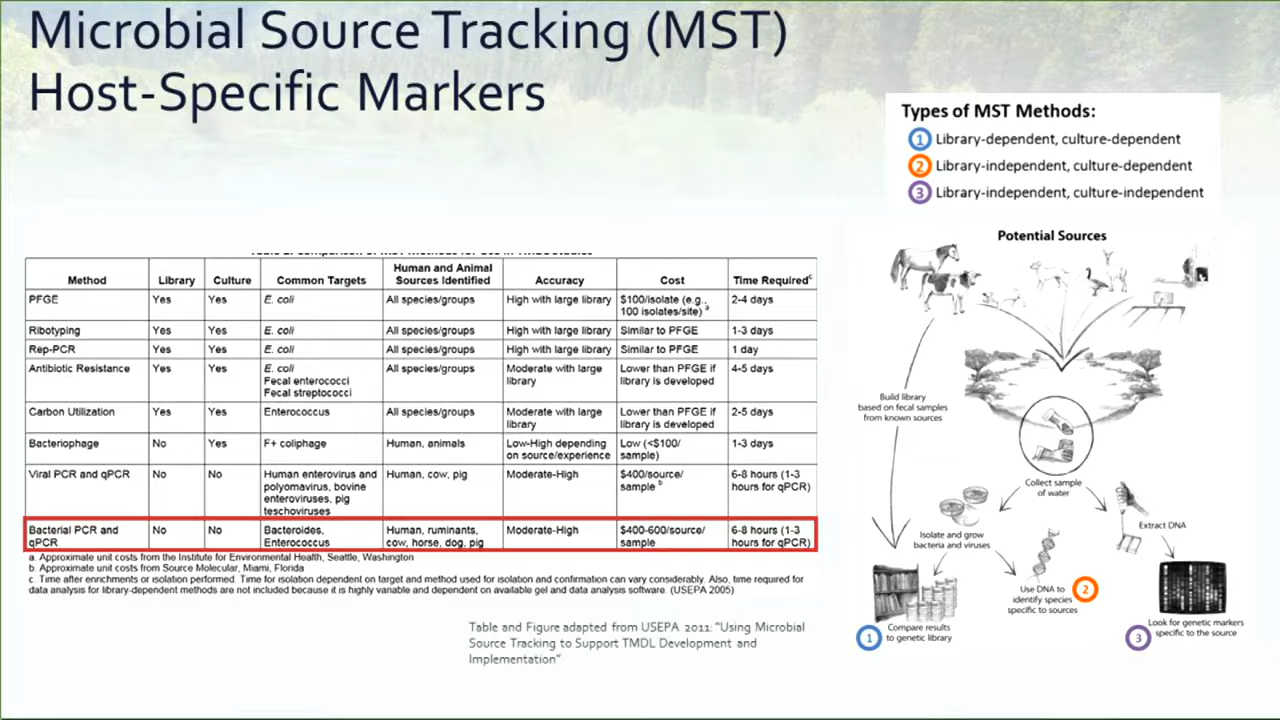 Microbial Source Tracking (MST)
Host-Specific Markers
Types of MST Methods:
1 Library-dependent, culture-dependent
2 Library-independent, culture-dependent
3 Library-independent, culture-independent
Method Library Culture Common Targets Human and Animal Sources Identified Accuracy Cost Time Requiredc
PFGE Yes Yes E. coli All species/groups High with large library $100/isolate (e.g., 100 isolates/site) a 2-4 days
Ribotyping Yes Yes E. coli All species/groups High with large library Similar to PFGE 1-3 days
Rep-PCR Yes Yes E. coli All species/groups High with large library Similar to PFGE 1 day
Antibiotic Resistance Yes Yes E. coli Fecal enterococci Fecal streptococci All species/groups Moderate with large library Lower than PFGE if library is developed 4-5 days
Carbon Utilization Yes Yes Enterococcus All species/groups Moderate with large library Lower than PFGE if library is developed 2-5 days
Bacteriophage No Yes F+ coliphage Human, animals Low-High depending on source/experience Low (<$100/ sample) 1-3 days
Viral PCR and qPCR No No Human enterovirus and polyomavirus, bovine enteroviruses, pig teschoviruses Human, cow, pig Moderate-High $400/source/ sample b 6-8 hours (1-3 hours for qPCR)
Bacterial PCR and qPCR No No Bacteroides, Enterococcus Human, ruminants, cow, horse, dog, pig Moderate-High $400-600/source/ sample 6-8 hours (1-3 hours for qPCR)
a. Approximate unit costs from the Institute for Environmental Health, Seattle, Washington
b. Approximate unit costs from Source Molecular, Miami, Florida
c. Time after enrichments or isolation performed. Time for isolation dependent on target and method used for isolation and confirmation can vary considerably. Also, time required for
data analysis for library-dependent methods are not included because it is highly variable and dependent on available gel and data analysis software. (USEPA 2005)
Table and Figure adapted from USEPA 2011: "Using Microbial
Source Tracking to Support TMDL Development and
Implementation"
Potential Sources
Build library
based on fecal samples
from known sources
Collect sample
of water
Isolate and grow
bacteria and viruses
Extract DNA
Use DNA to
identify species
specific to sources
2
1
Compare results
to genetic library
3
Look for genetic markers
specific to the source